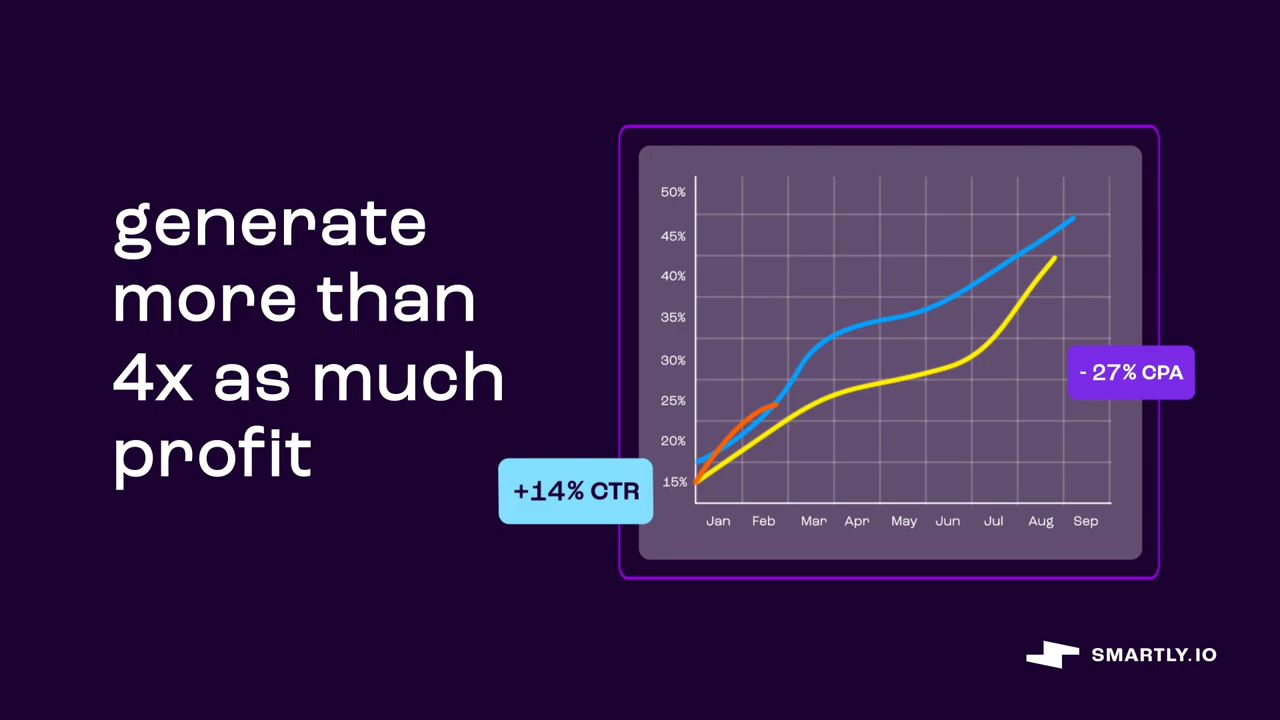 generate
more than
4x as much
profit
50%
45%
40%
35%
30%
25%
20%
15%
Jan Feb Mar Apr May Jun Jul Aug Sep
- 27% CPA
+14% CTR
SMARTLY.IO